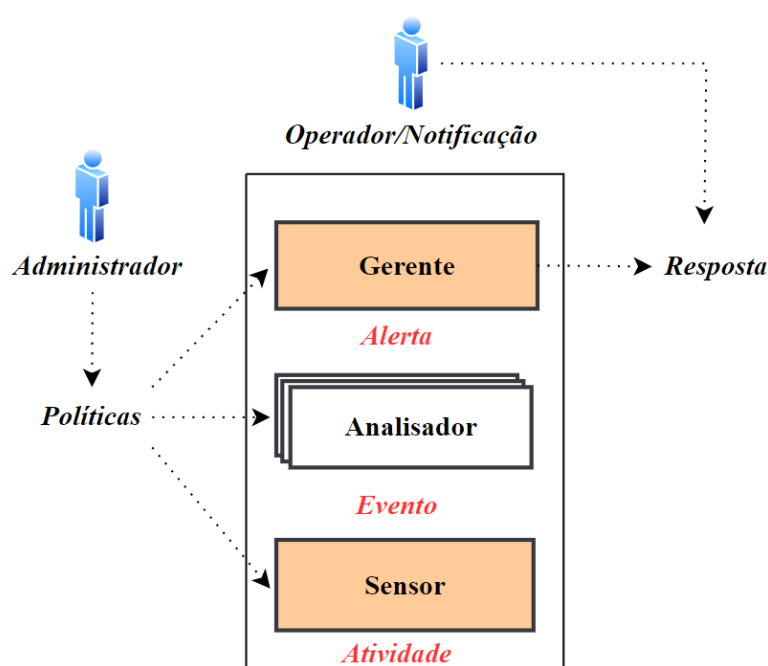 Operador/Notificação
Administrador
Gerente
Resposta
Alerta
Políticas
Analisador
Evento
Sensor
Atividade